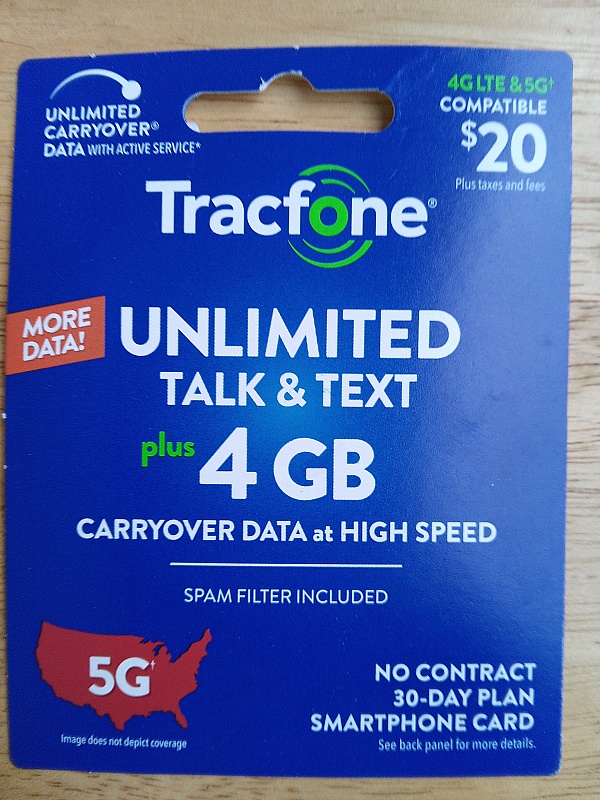 UNLIMITED
CARRYOVER®
DATA WITH ACTIVE SERVICE*
4G LTE & 5G†
COMPATIBLE
$20
Plus taxes and fees
Tracfone®
MORE
DATA!
UNLIMITED
TALK & TEXT
plus 4 GB
CARRYOVER DATA at HIGH SPEED
SPAM FILTER INCLUDED
5G†
Image does not depict coverage
NO CONTRACT
30-DAY PLAN
SMARTPHONE CARD
See back panel for more details.